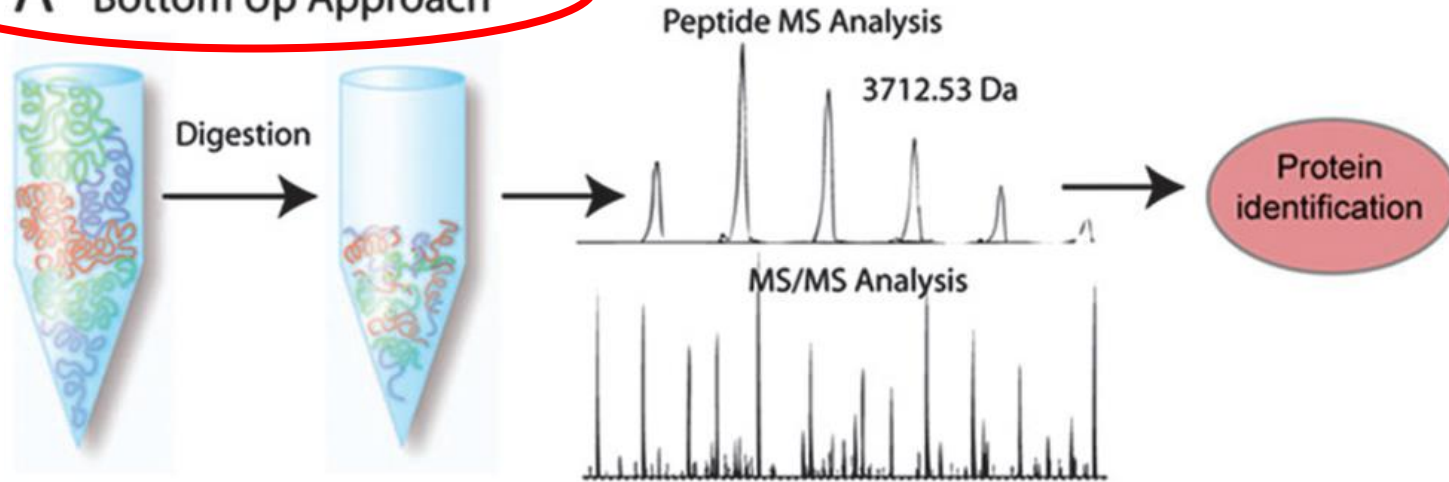 A Bottom Up Approach
Peptide MS Analysis
3712.53 Da
Digestion
Protein
identification
MS/MS Analysis